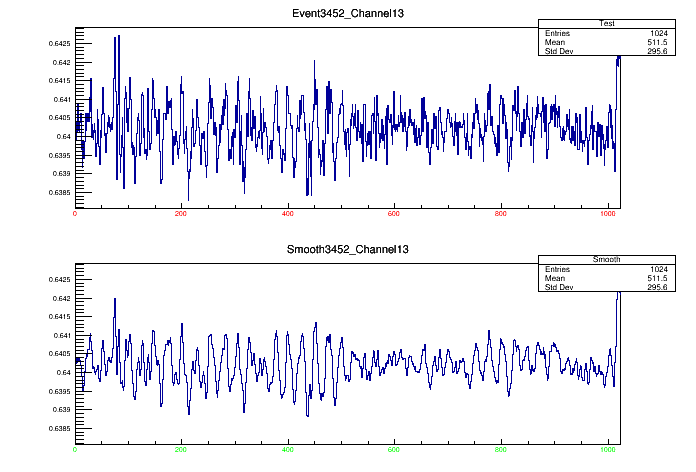 Event3452_Channel13
Test
Entries 1024
Mean 511.5
Std Dev 295.6
0.6425
0.642
0.6415
0.641
0.6405
0.64
0.6395
0.639
0.6385
0 200 400 600 800 1000
Smooth3452_Channel13
Smooth
Entries 1024
Mean 511.5
Std Dev 295.6
0.6425
0.642
0.6415
0.641
0.6405
0.64
0.6395
0.639
0.6385
0 200 400 600 800 1000